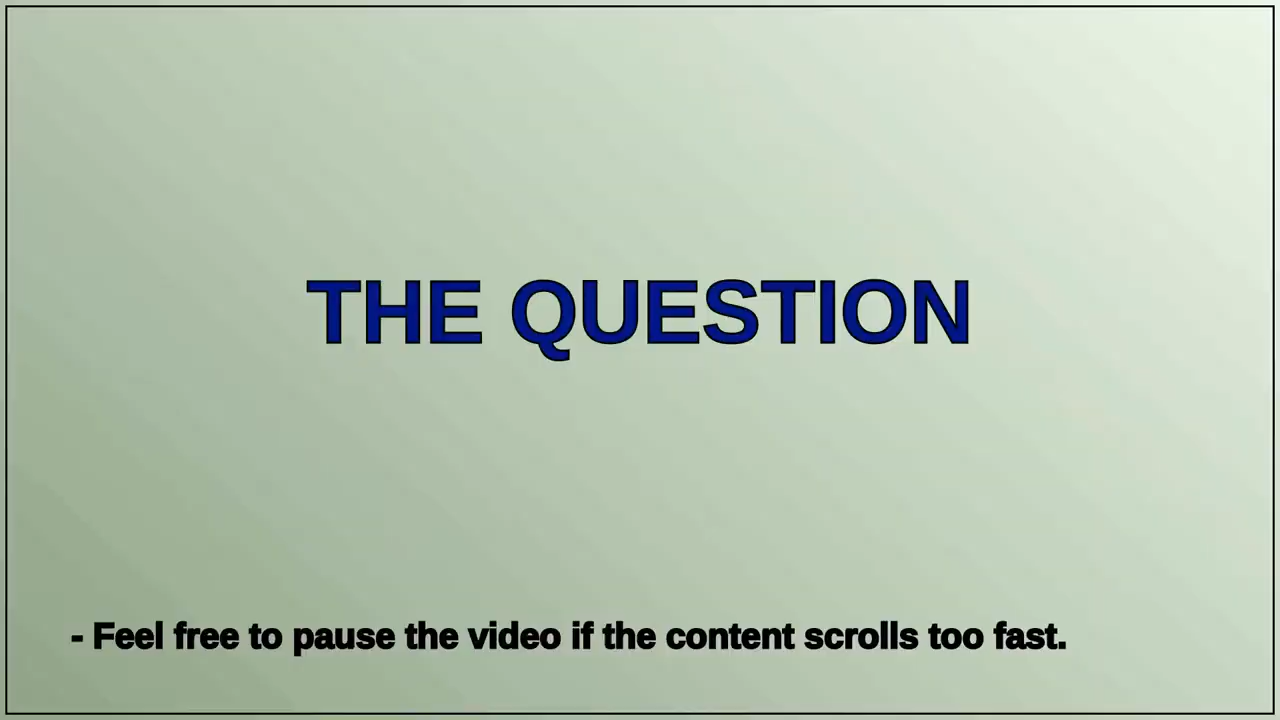 THE QUESTION
- Feel free to pause the video if the content scrolls too fast.